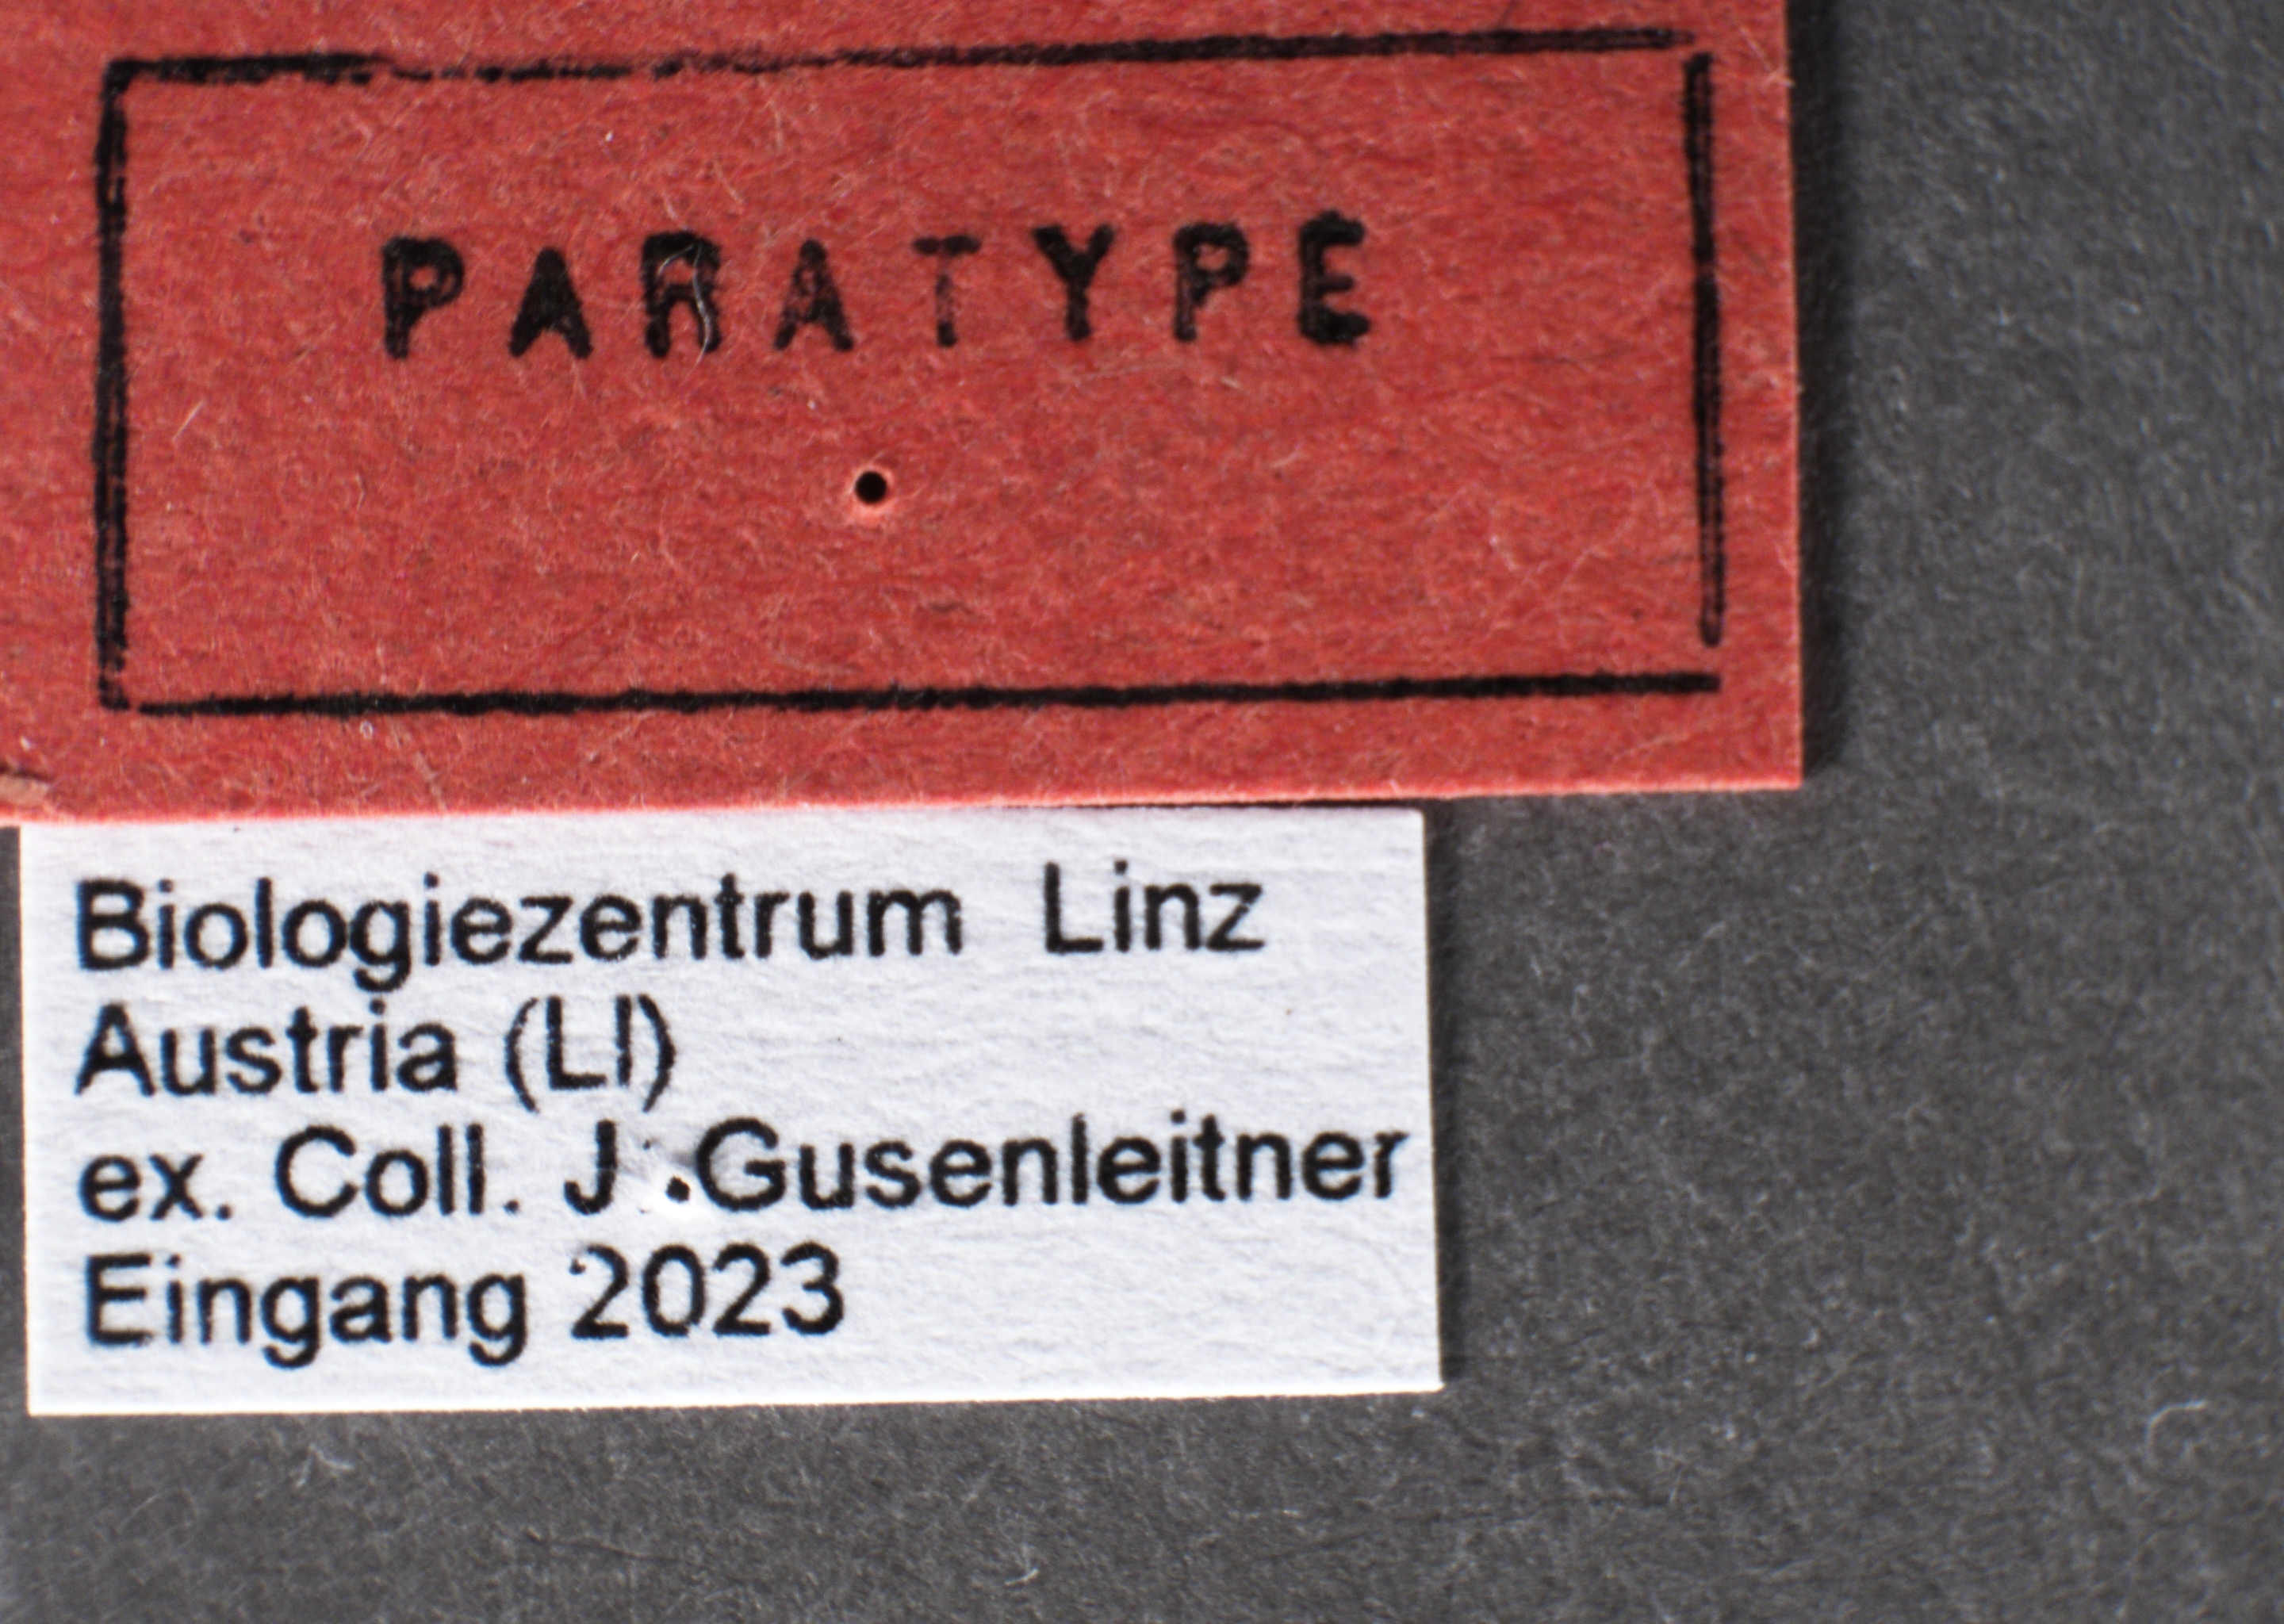 PARATYPE
Biologiezentrum Linz
Austria (LI)
ex. Coll. J. Gusenleitner
Eingang 2023